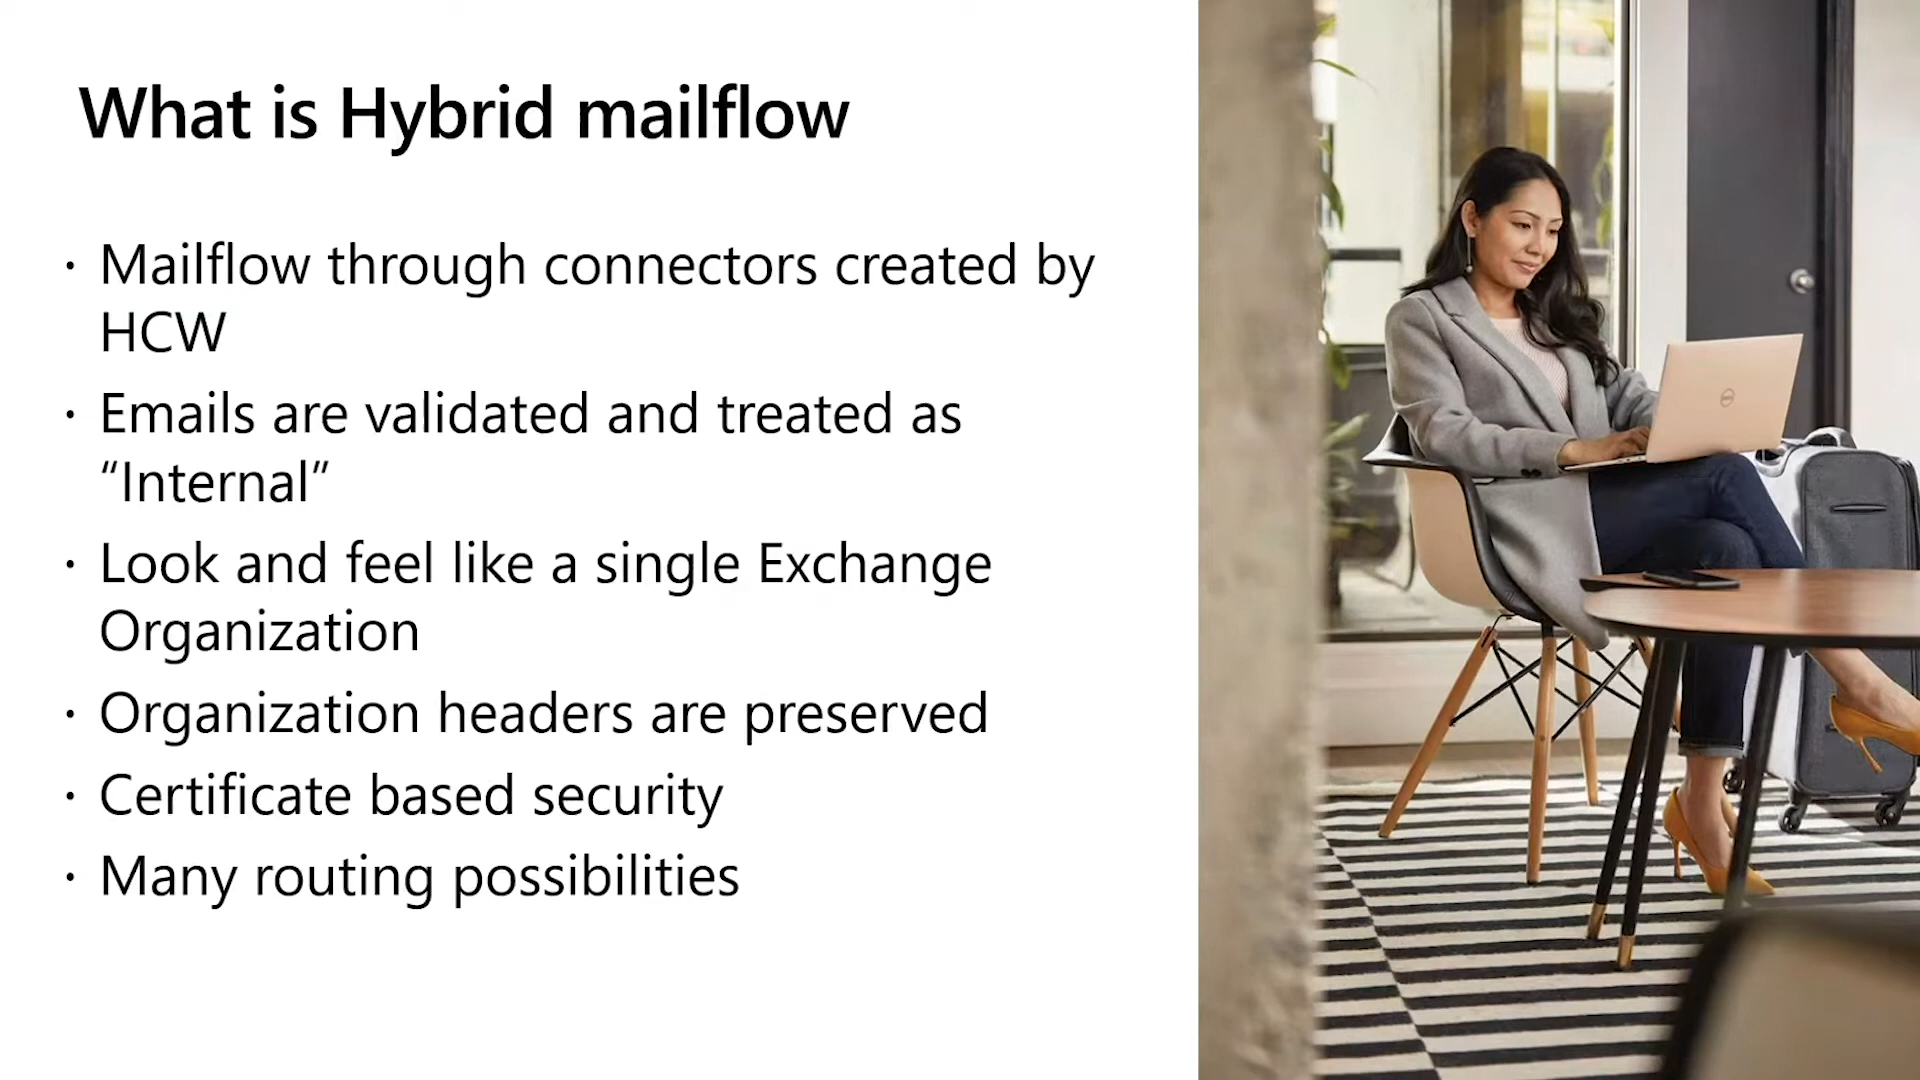 What is Hybrid mailflow
· Mailflow through connectors created by
HCW
· Emails are validated and treated as
“Internal”
· Look and feel like a single Exchange
Organization
· Organization headers are preserved
· Certificate based security
· Many routing possibilities
DELL